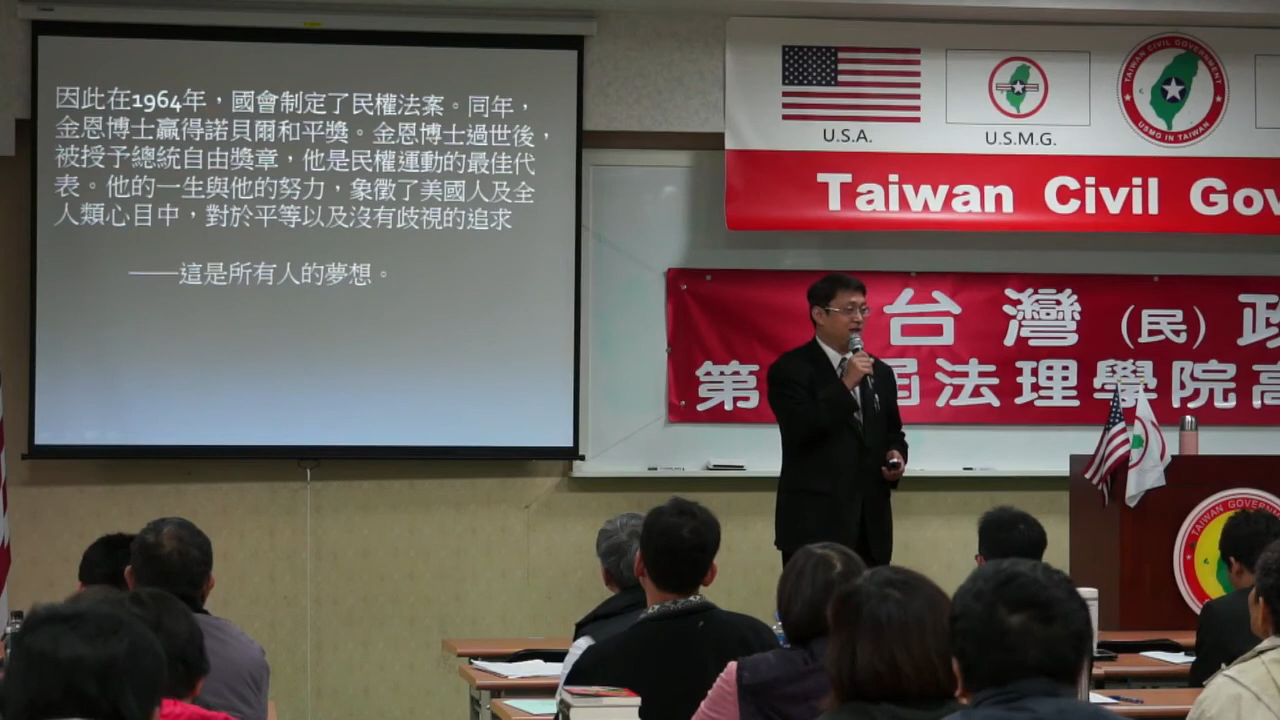 因此在1964年，國會制定了民權法案。同年，
金恩博士贏得諾貝爾和平獎。金恩博士過世後，
被授予總統自由獎章，他是民權運動的最佳代
表。他的一生與他的努力，象徵了美國人及全
人類心目中，對於平等以及沒有歧視的追求
——這是所有人的夢想。
U.S.A.
U.S.M.G.
TAIWAN CIVIL GOVERNMENT
USMG IN TAIWAN
Taiwan Civil Gov
台灣（民）政
第 屆法理學院高
TAIWAN GOVERNM